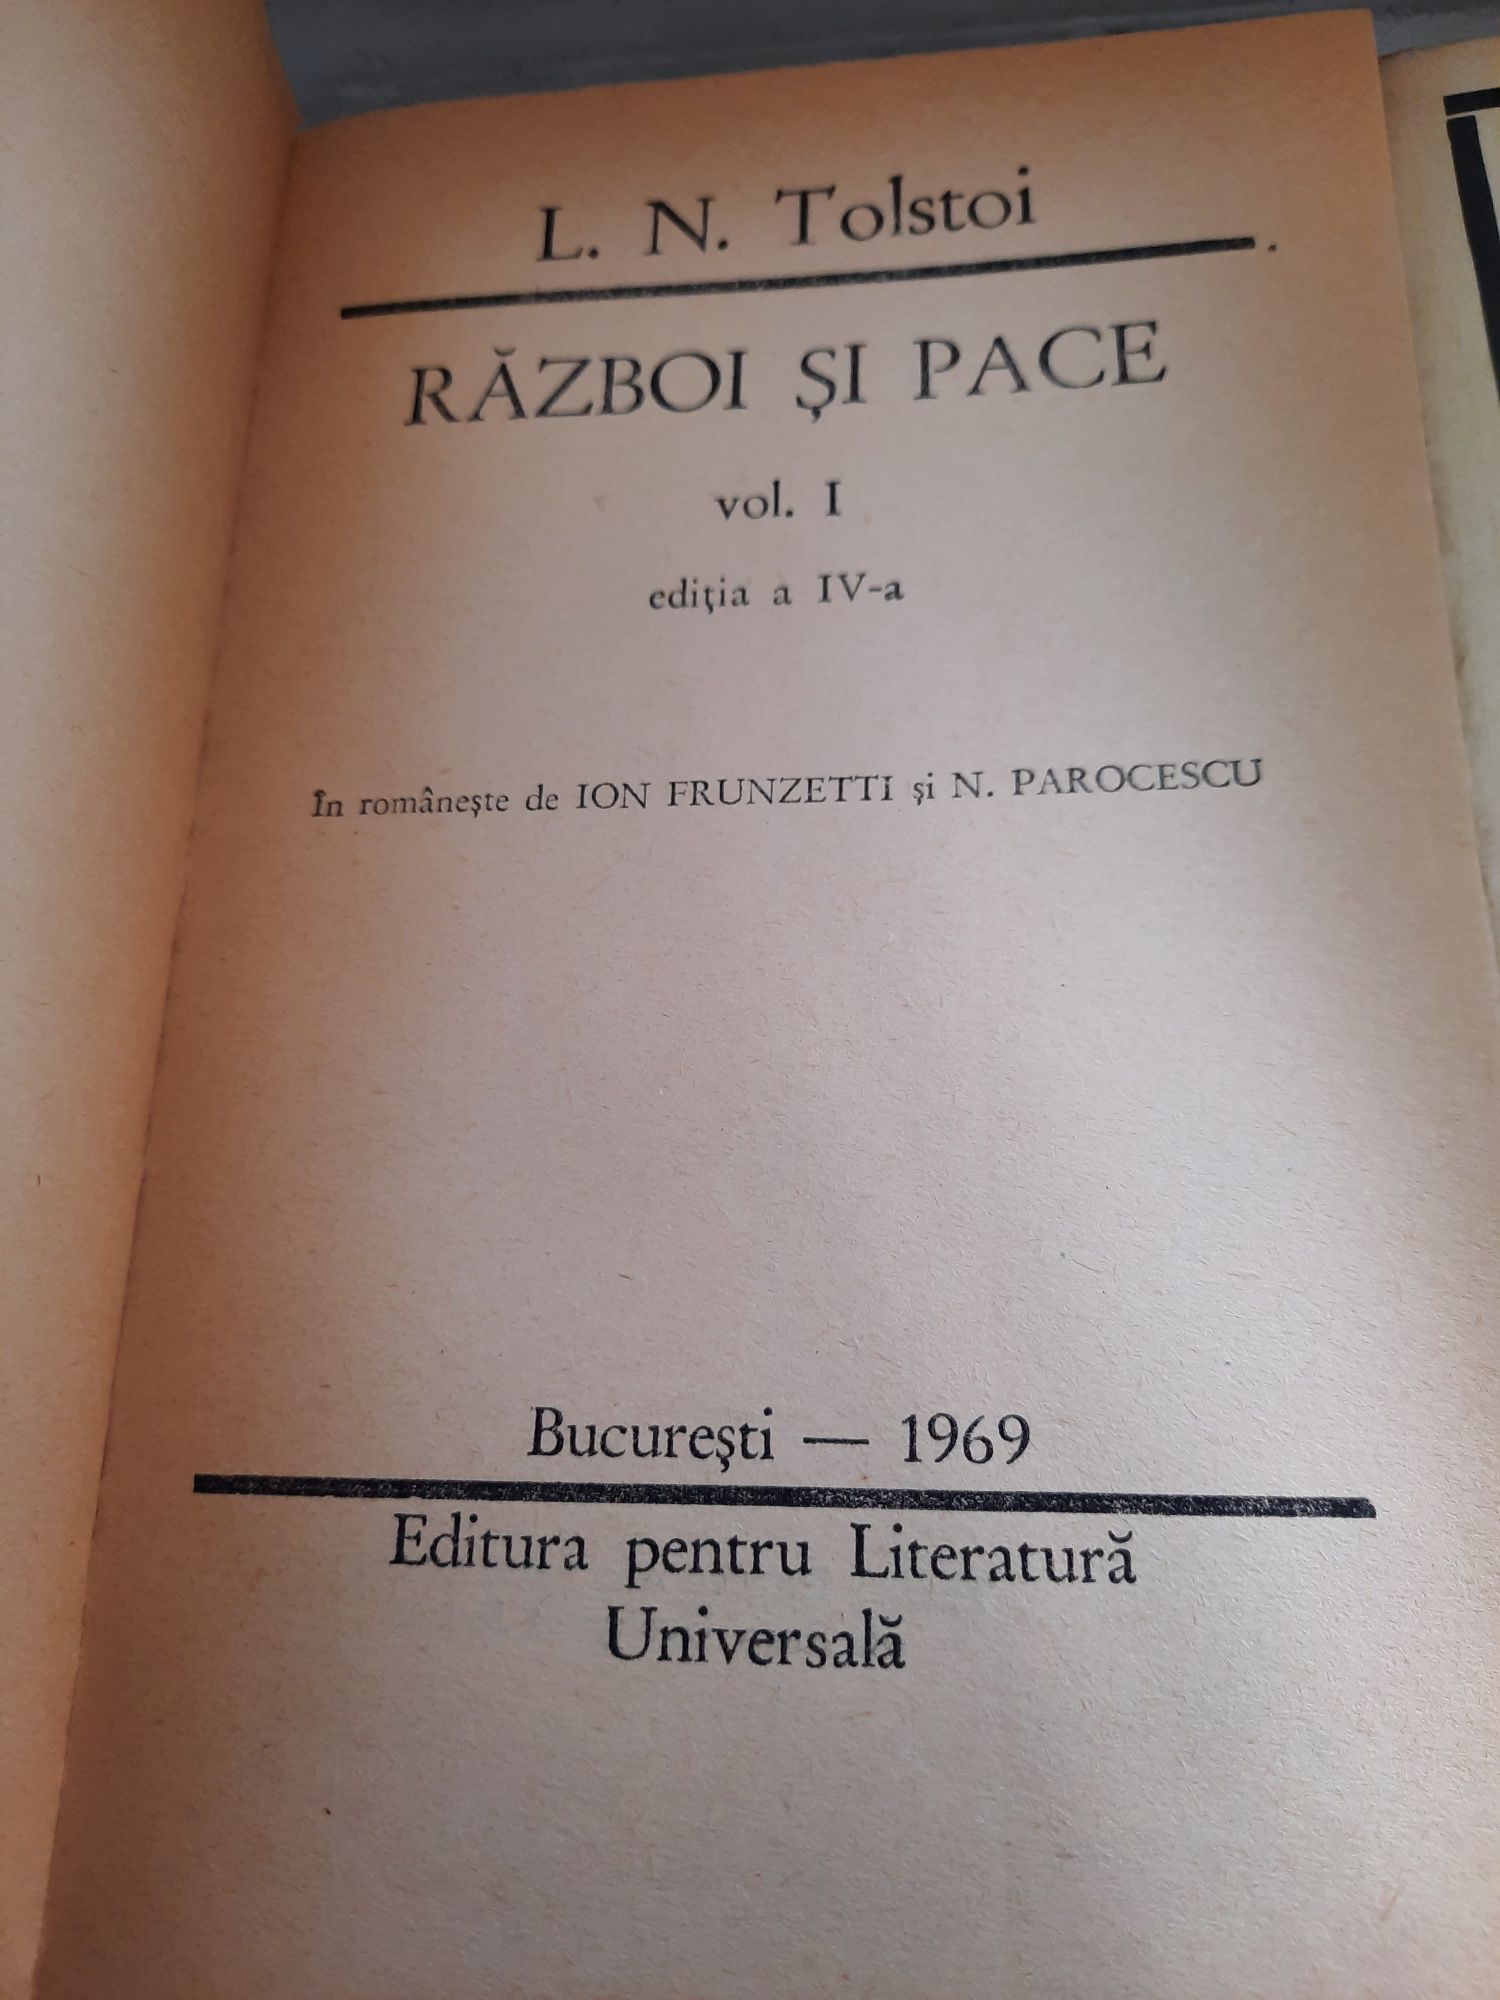 L. N. Tolstoi
RĂZBOI ŞI PACE
vol. I
ediţia a IV-a
În româneşte de ION FRUNZETTI şi N. PAROCESCU
Bucureşti — 1969
Editura pentru Literatură
Universală